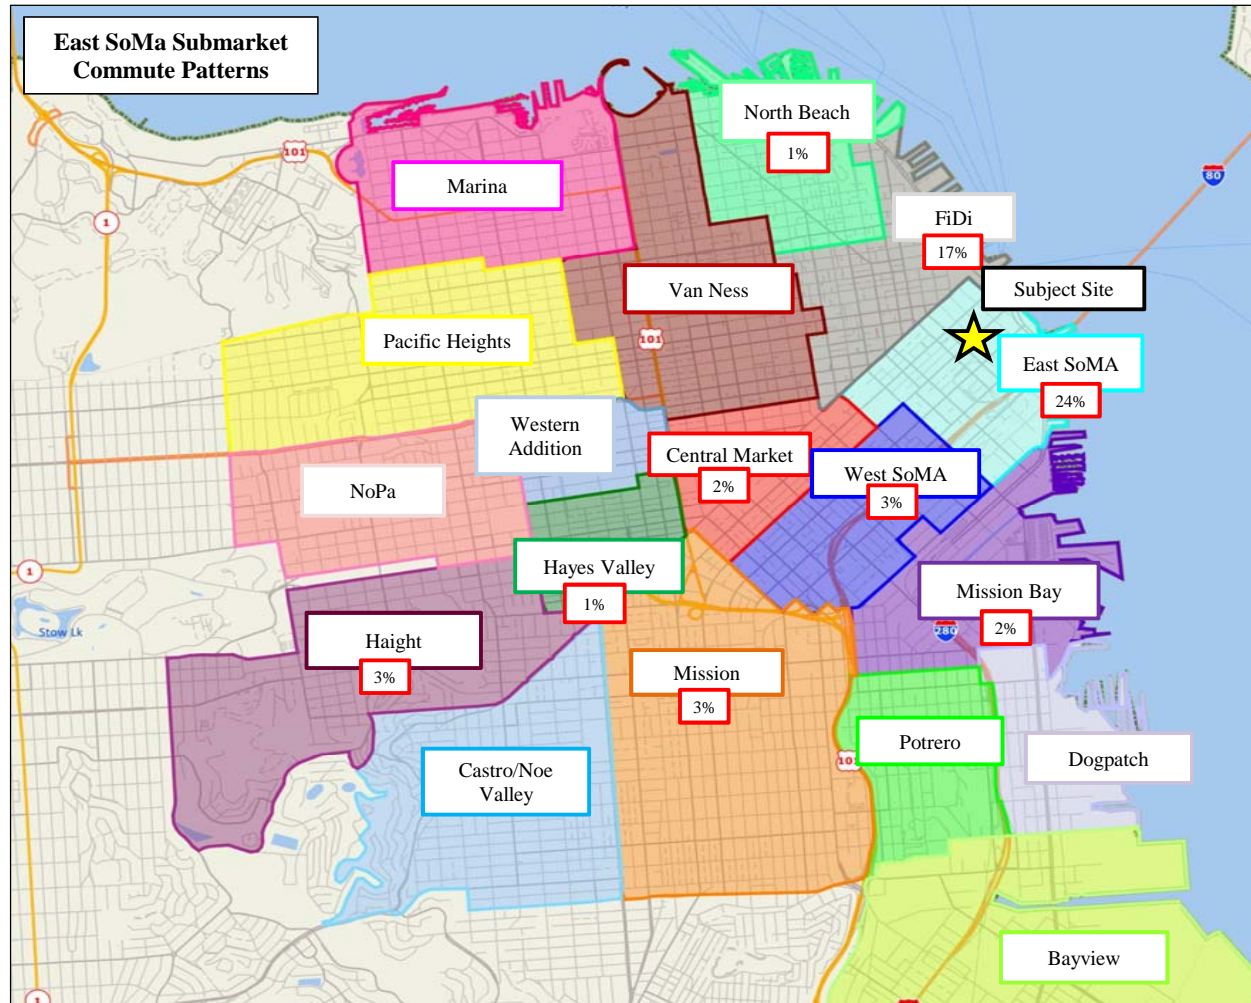 East SoMa Submarket
Commute Patterns
North Beach
1%
101
Marina
80
1
FiDi
17%
Van Ness
Subject Site
101
Pacific Heights
East SoMA
24%
Western
Addition
Central Market
2%
West SoMA
3%
NoPa
1
Hayes Valley
1%
Mission Bay
2%
280
Stow Lk
Haight
3%
Mission
3%
Potrero
101
Dogpatch
Castro/Noe
Valley
Bayview
1